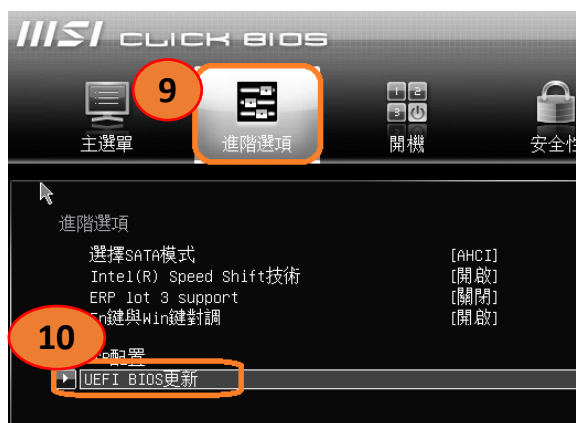 msi CLICK BIOS
9
主選單
進階選項
開機
安全性
進階選項
選擇SATA模式 [AHCI]
Intel(R) Speed Shift技術 [開啟]
ERP lot 3 support [關閉]
Fn鍵與Win鍵對調 [開啟]
10
配置
UEFI BIOS更新